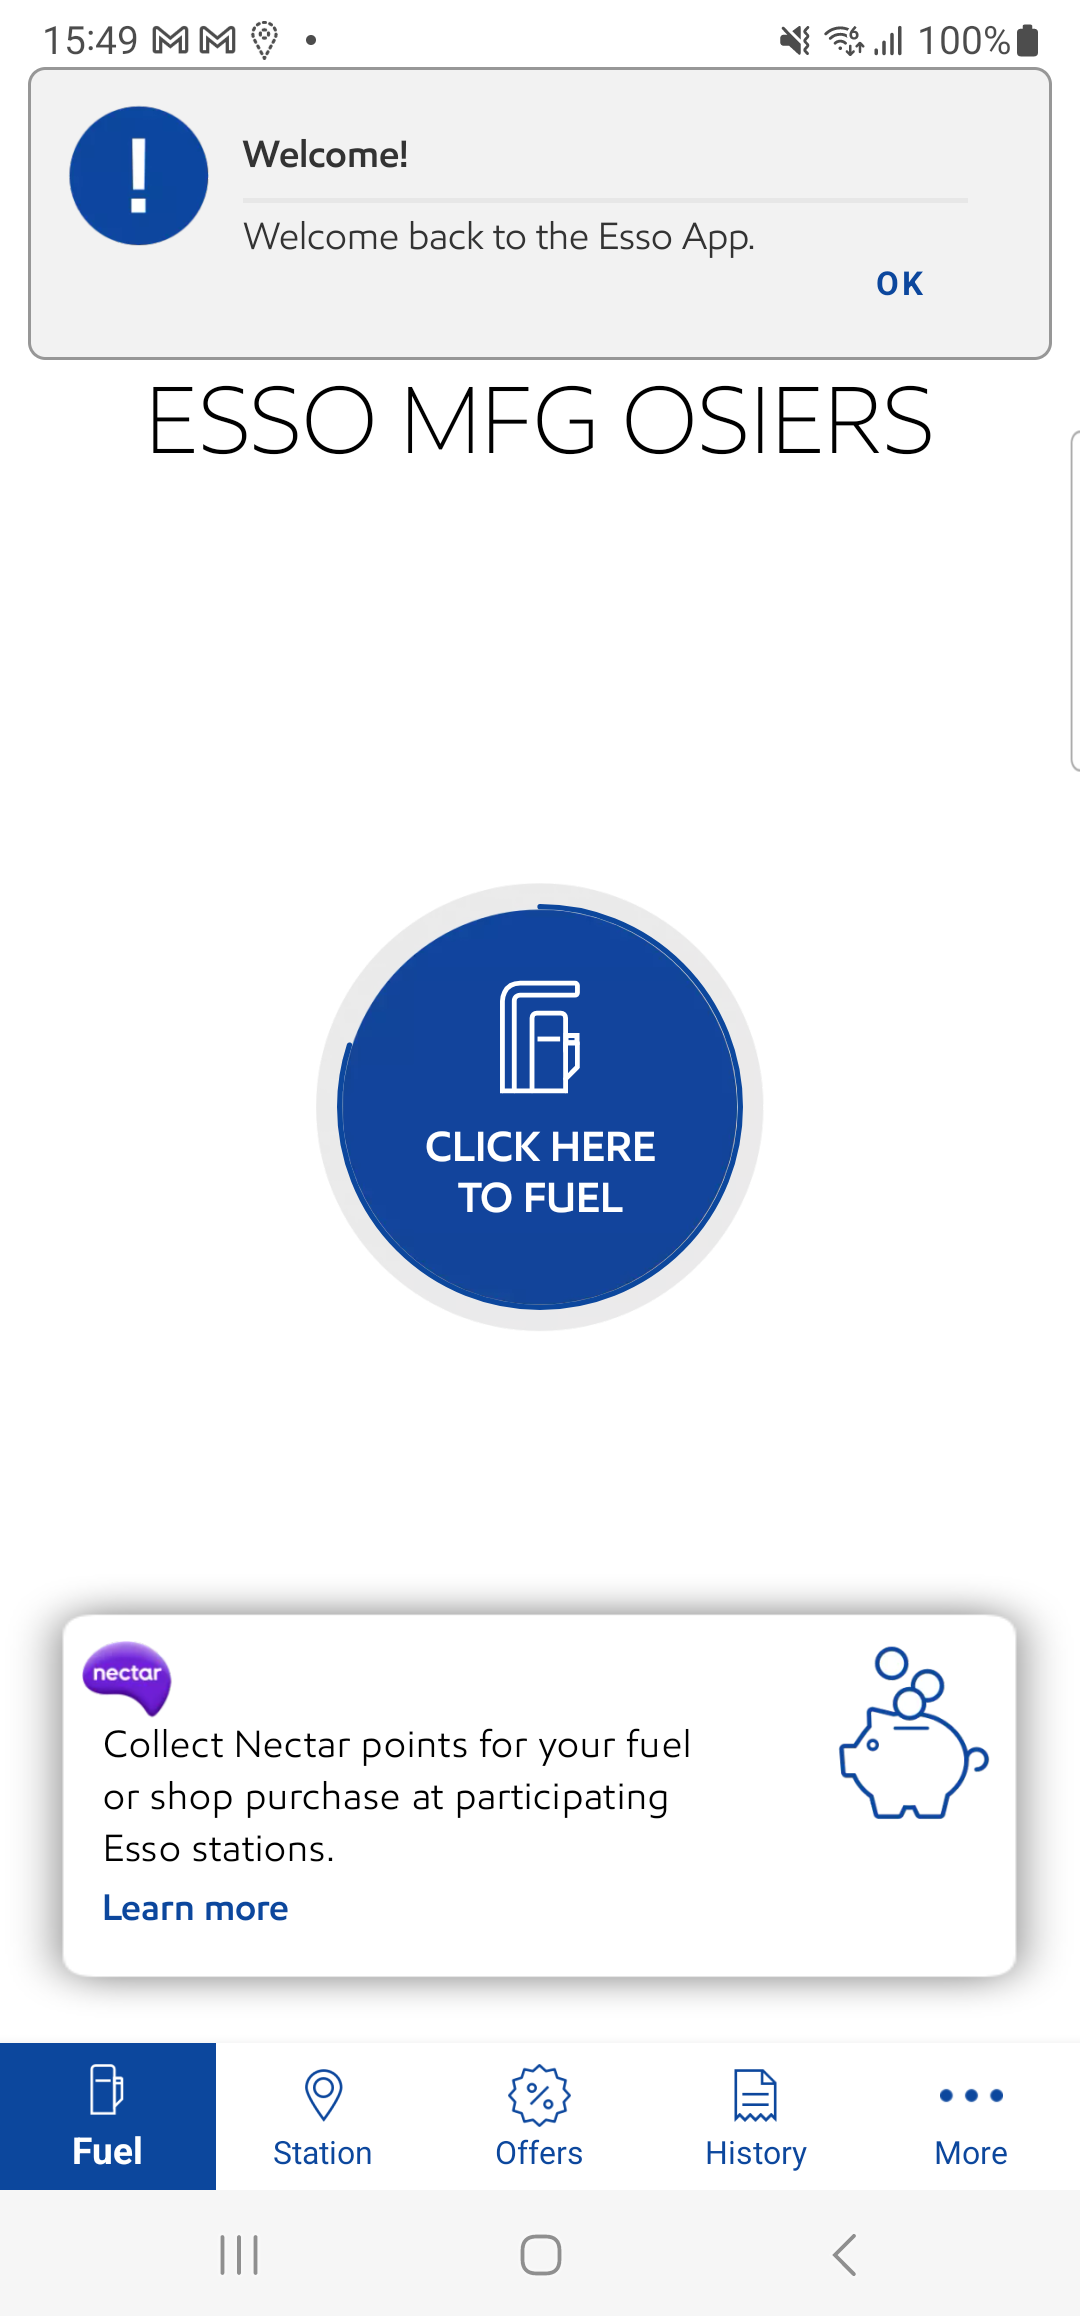 15:49
100%
Welcome!
Welcome back to the Esso App.
OK
ESSO MFG OSIERS
CLICK HERE
TO FUEL
nectar
Collect Nectar points for your fuel
or shop purchase at participating
Esso stations.
Learn more
Fuel
Station
Offers
History
More